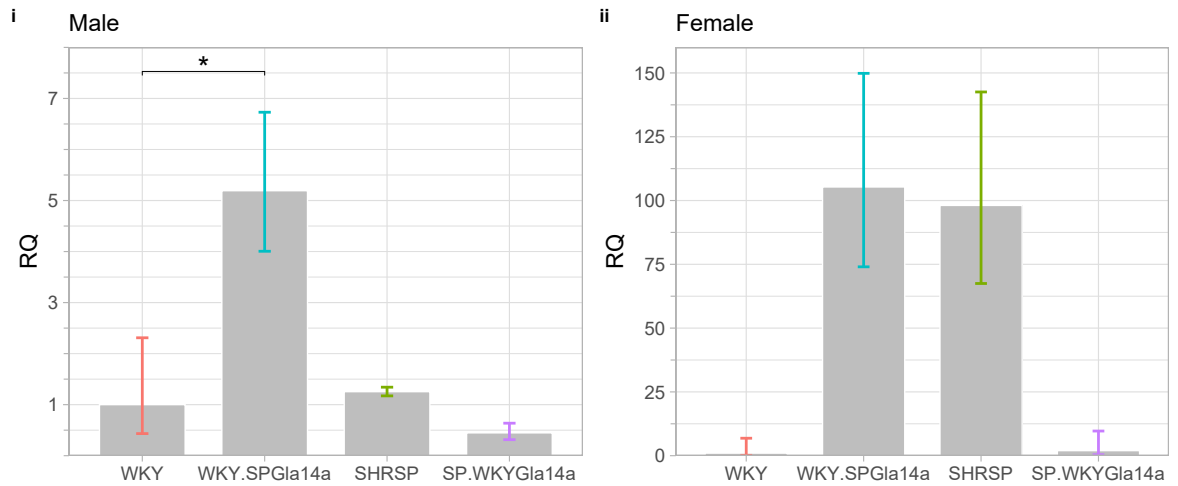 i
Male
*
7
5
3
1
RQ
WKY
WKY.SPGla14a
SHRSP
SP.WKYGla14a
ii
Female
150
125
100
75
50
25
0
RQ
WKY
WKY.SPGla14a
SHRSP
SP.WKYGla14a